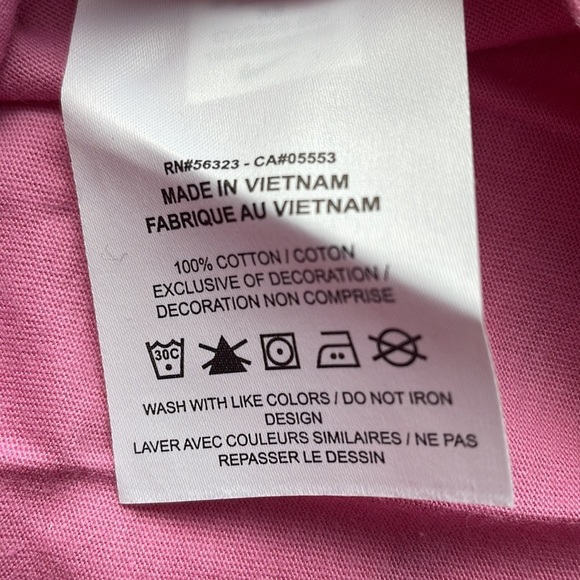 RN#56323 - CA#05553
MADE IN VIETNAM
FABRIQUE AU VIETNAM
100% COTTON / COTON
EXCLUSIVE OF DECORATION /
DECORATION NON COMPRISE
30C
WASH WITH LIKE COLORS / DO NOT IRON
DESIGN
LAVER AVEC COULEURS SIMILAIRES / NE PAS
REPASSER LE DESSIN